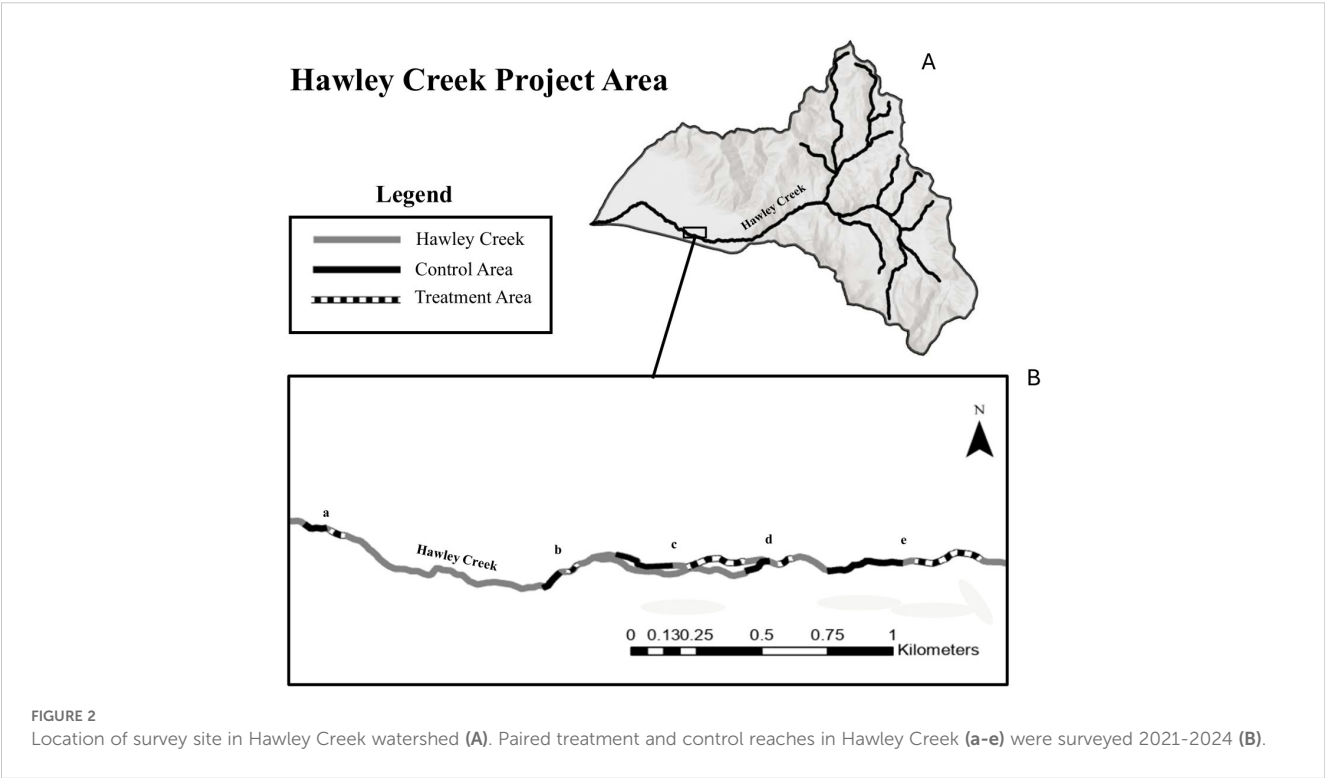 Hawley Creek Project Area
A
Legend
Hawley Creek
Control Area
Treatment Area
Hawley Creek
B
N
a
Hawley Creek
b
c
d
e
0 0.130.25 0.5 0.75 1
Kilometers
FIGURE 2
Location of survey site in Hawley Creek watershed (A). Paired treatment and control reaches in Hawley Creek (a-e) were surveyed 2021-2024 (B).